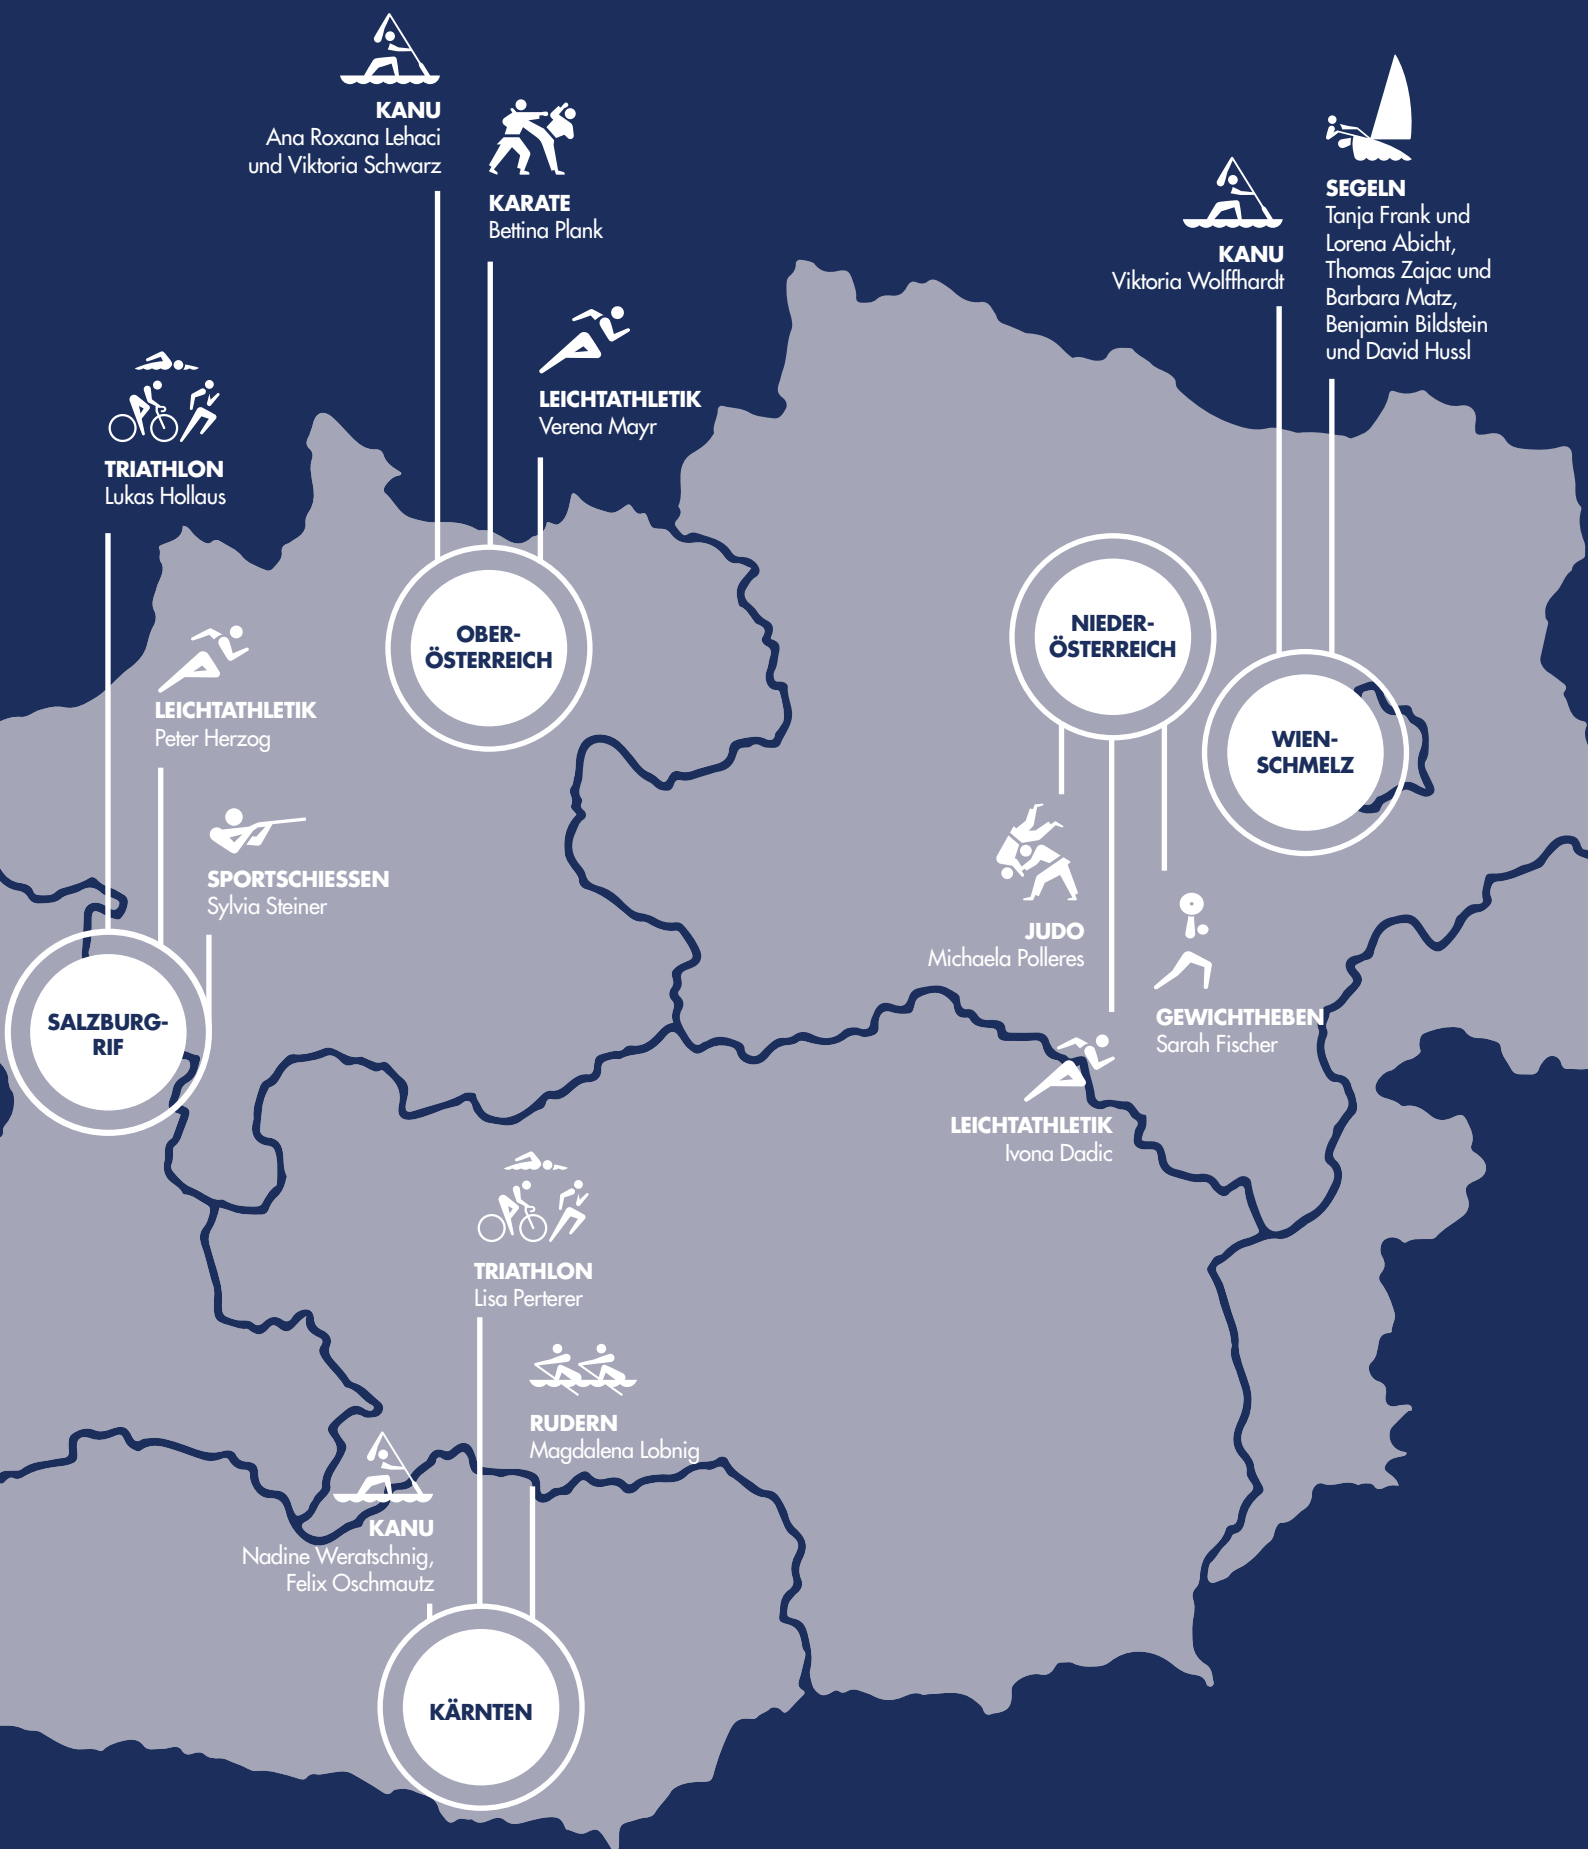 KANU
Ana Roxana Lehaci
und Viktoria Schwarz
KARATE
Bettina Plank
LEICHTATHLETIK
Verena Mayr
TRIATHLON
Lukas Hollaus
KANU
Viktoria Wolffhardt
SEGELN
Tanja Frank und
Lorena Abicht,
Thomas Zajac und
Barbara Matz,
Benjamin Bildstein
und David Hussl
OBER-
ÖSTERREICH
NIEDER-
ÖSTERREICH
WIEN-
SCHMELZ
LEICHTATHLETIK
Peter Herzog
SPORTSCHIESSEN
Sylvia Steiner
SALZBURG-
RIF
JUDO
Michaela Polleres
GEWICHTHEBEN
Sarah Fischer
LEICHTATHLETIK
Ivona Dadic
TRIATHLON
Lisa Perterer
RUDERN
Magdalena Lobnig
KANU
Nadine Weratschnig,
Felix Oschmautz
KÄRNTEN